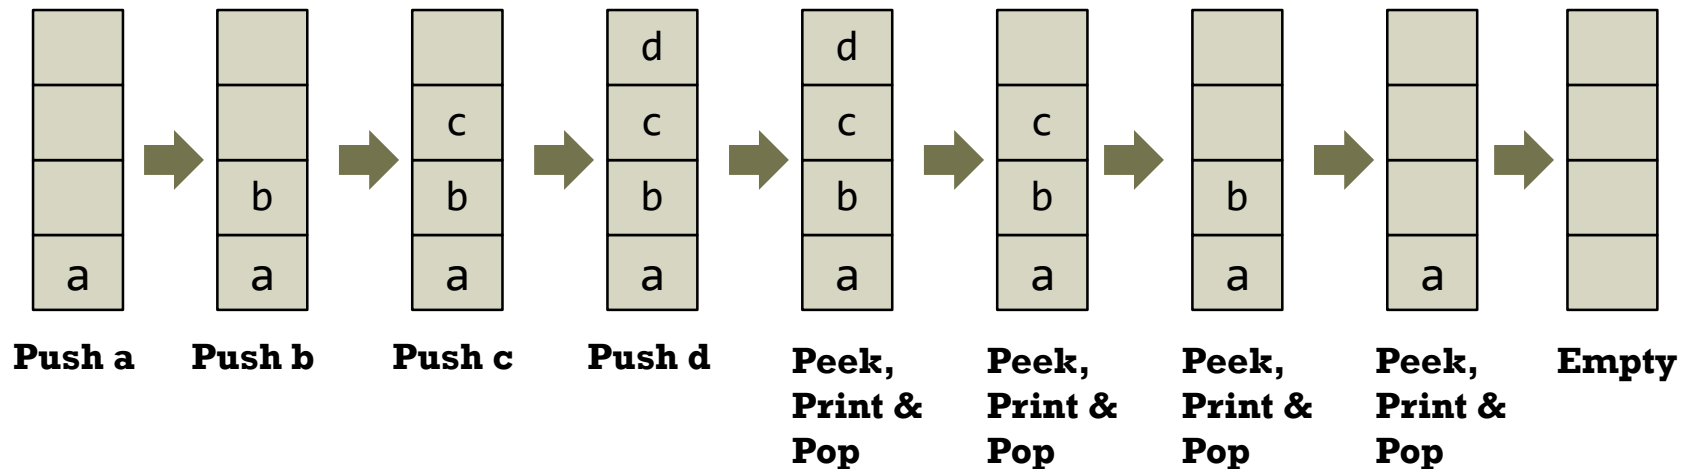 d d
c c c c
b b b b b b
a a a a a a a a
Push a Push b Push c Push d Peek, Peek, Peek, Peek, Empty
Print & Print & Print & Print &
Pop Pop Pop Pop